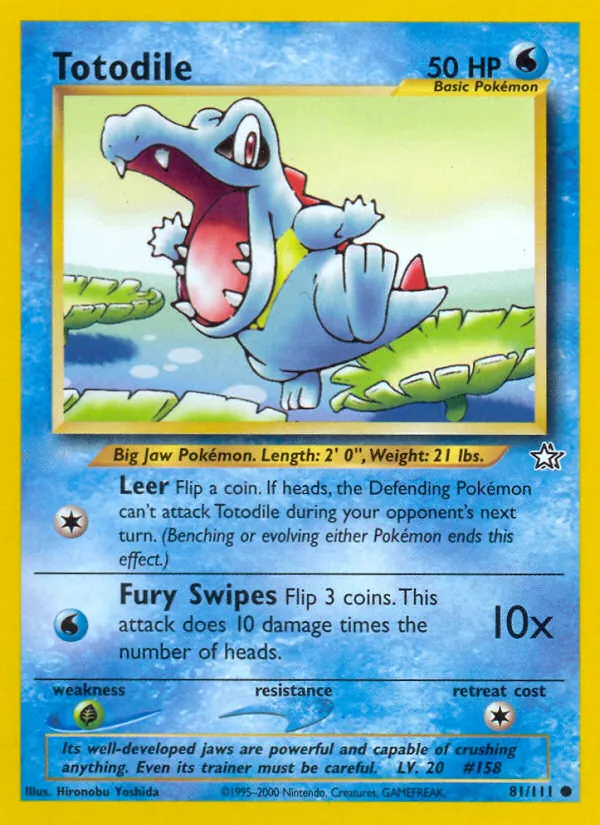 Totodile
50 HP
Basic Pokémon
Big Jaw Pokémon. Length: 2' 0", Weight: 21 lbs.
Leer Flip a coin. If heads, the Defending Pokémon
can't attack Totodile during your opponent's next
turn. (Benching or evolving either Pokémon ends this
effect.)
Fury Swipes Flip 3 coins. This
attack does 10 damage times the
number of heads.
10x
weakness
resistance
retreat cost
Its well-developed jaws are powerful and capable of crushing
anything. Even its trainer must be careful. LV. 20 #158
Illus. Hironobu Yoshida
©1995-2000 Nintendo, Creatures, GAMEFREAK.
81/111